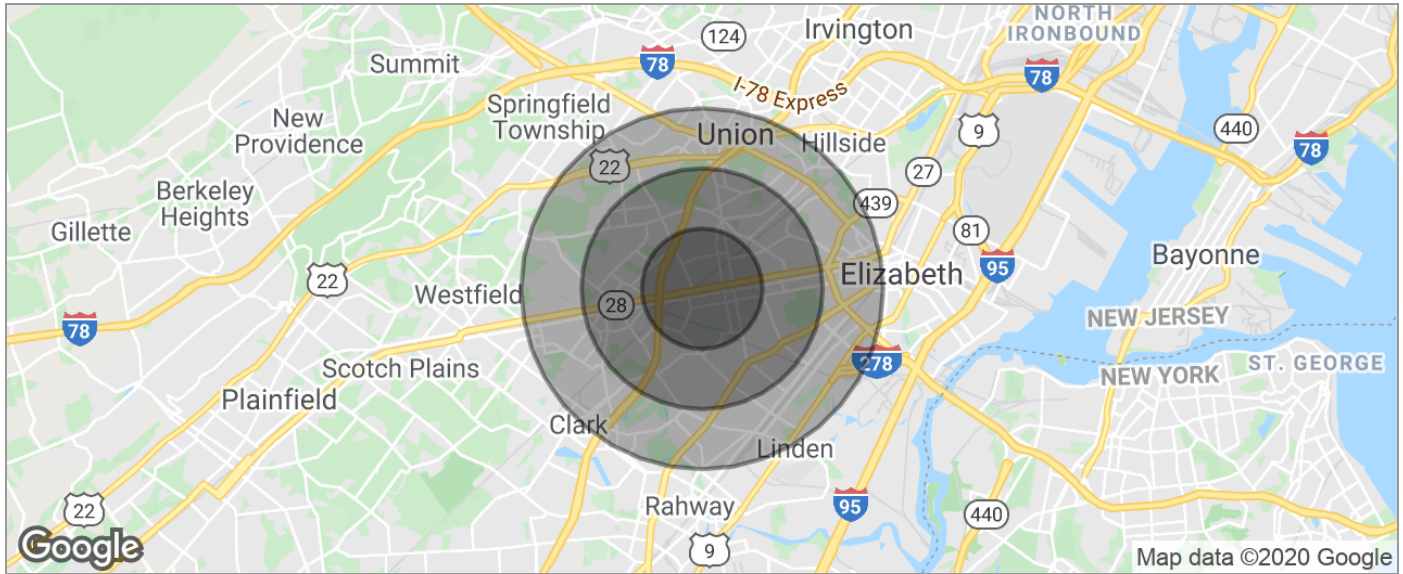 NORTH
IRONBOUND
Irvington
124
Summit
78
78
I-78 Express
Springfield
Township
New
Providence
Union
Hillside
9
440
78
22
27
Berkeley
Heights
439
Gillette
81
Bayonne
95
Elizabeth
22
Westfield
28
78
NEW JERSEY
NEW YORK
ST. GEORGE
278
Scotch Plains
Plainfield
Clark
Linden
Rahway
95
440
22
9
Google
Map data ©2020 Google